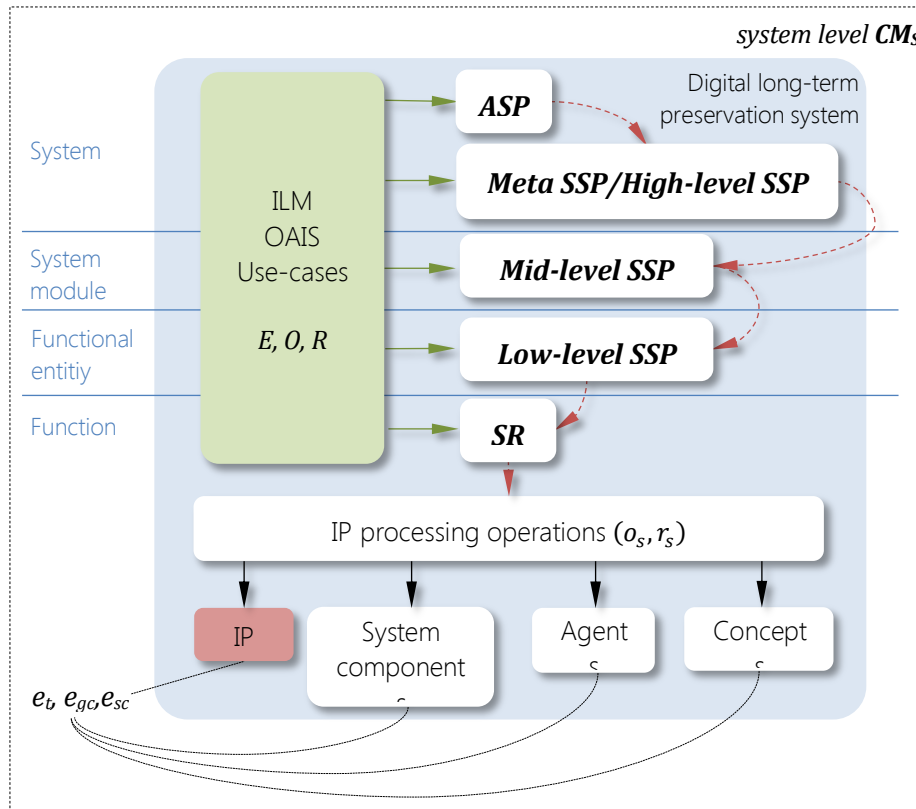 system level CMs
Digital long-term
preservation system
System
ASP
Meta SSP/High-level SSP
ILM
OAIS
Use-cases
E, O, R
System
module
Mid-level SSP
Functional
entitiy
Low-level SSP
Function
SR
IP processing operations (os, rs)
IP
System
component
s
Agent
s
Concept
s
et, egc,esc